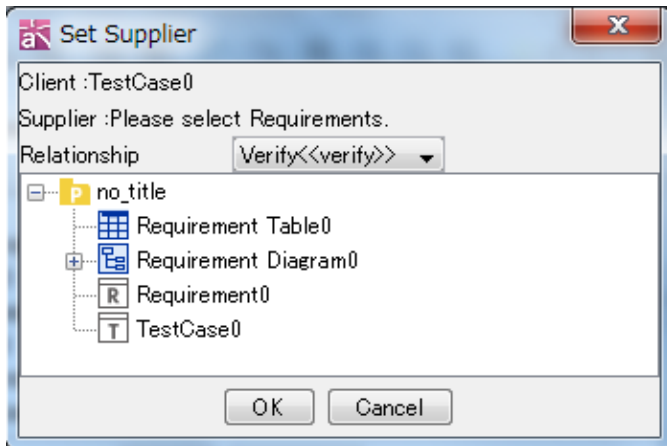 Set Supplier
Client :TestCase0
Supplier :Please select Requirements.
Relationship Verify<<verify>>
no_title
Requirement Table0
Requirement Diagram0
R Requirement0
T TestCase0
OK Cancel